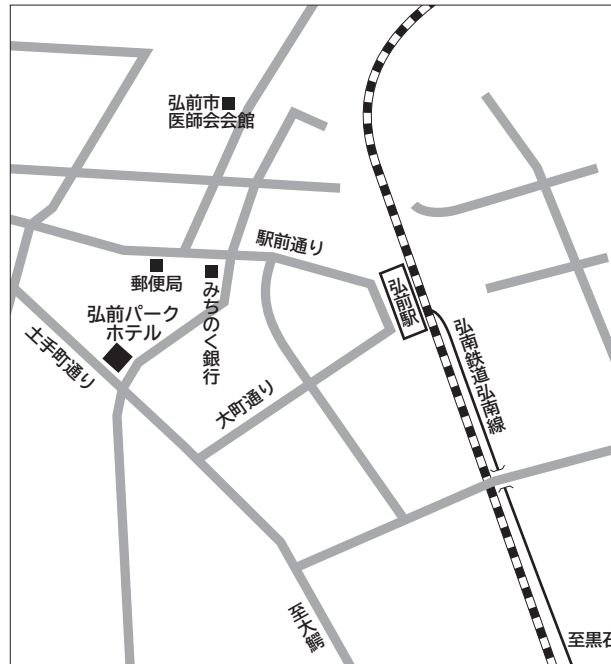 弘前市
医師会会館
駅前通り
郵便局
みちのく銀行
弘前パーク
ホテル
土手町通り
大町通り
弘前駅
弘南鉄道弘南線
至大鰐
至黒石